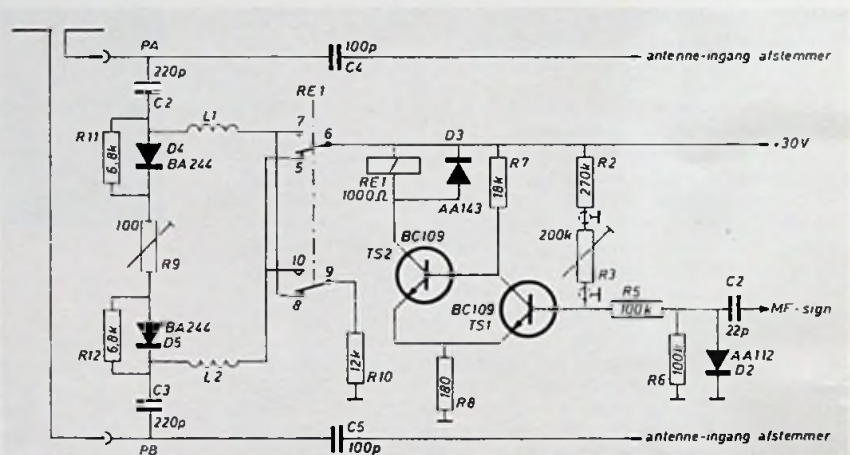 PA
100p
C4
antenne-ingang afstemmer
220p
C2
RE1
L1
7
6
D3
+30V
R11
6,8k
D4
BA244
5
RE1
1000Ω
AA143
R7
18k
R2
270k
100
R9
BC109
TS2
200k
R3
10
9
8
BC109
TS1
R5
100k
C2
22p
MF-sign
BA244
D5
R12
6,8k
L2
12k
R10
180
R8
R6
100k
AA112
D2
C3
220p
C5
100p
PB
antenne-ingang afstemmer